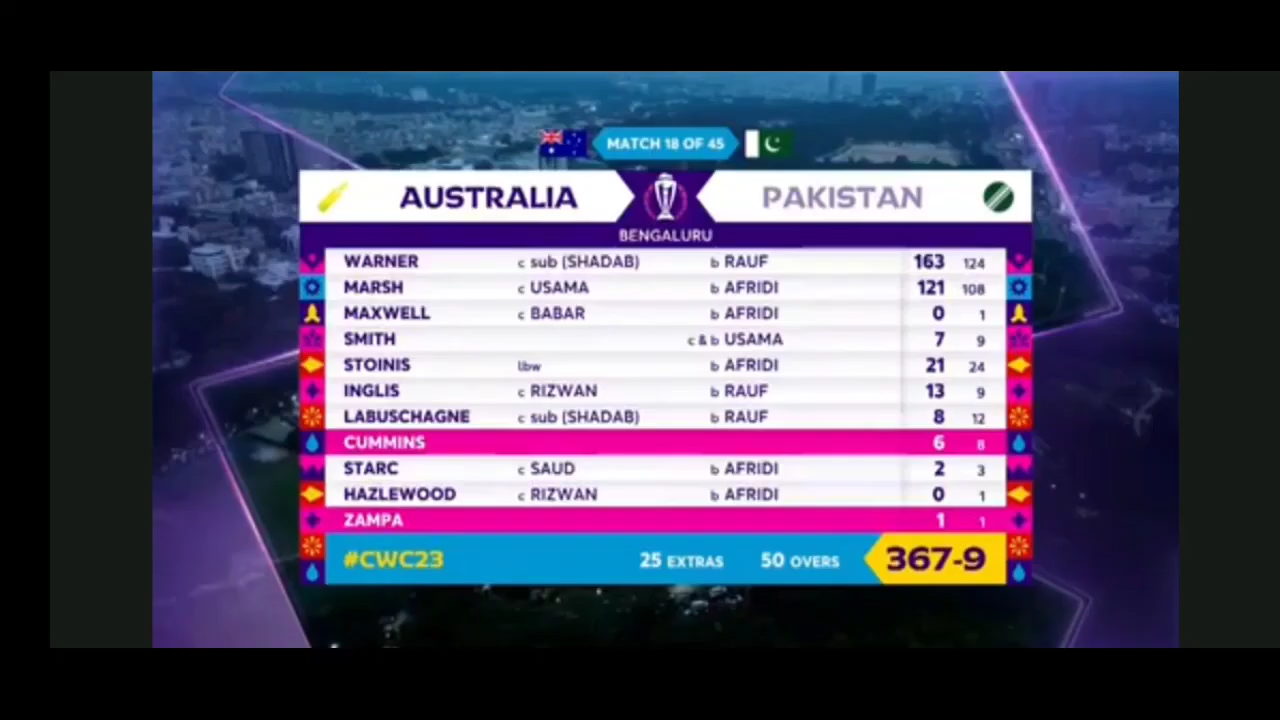 MATCH 18 OF 45
AUSTRALIA PAKISTAN
BENGALURU
WARNER c sub (SHADAB) b RAUF 163 124
MARSH c USAMA b AFRIDI 121 108
MAXWELL c BABAR b AFRIDI 0 1
SMITH c & b USAMA 7 9
STOINIS lbw b AFRIDI 21 24
INGLIS c RIZWAN b RAUF 13 9
LABUSCHAGNE c sub (SHADAB) b RAUF 8 12
CUMMINS 6 8
STARC c SAUD b AFRIDI 2 3
HAZLEWOOD c RIZWAN b AFRIDI 0 1
ZAMPA 1 1
#CWC23 25 EXTRAS 50 OVERS 367-9